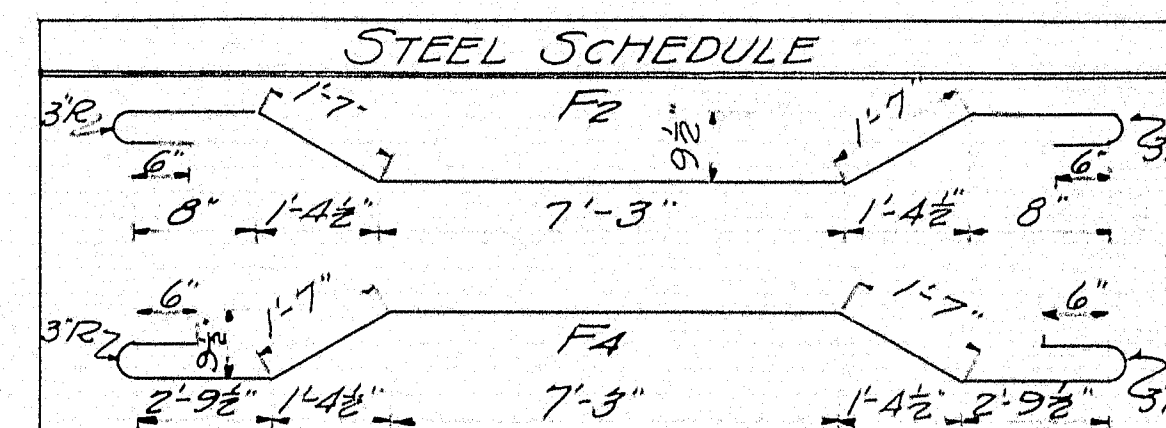 STEEL SCHEDULE
3"R 1'-7" F2 9½" 1'-7" 3
6" 6"
8" 1'-4½" 7'-3" 1'-4½" 8"
6" 1'-7" 1'-7" 6"
3"R 9½" F4 3
2'-9½" 1'-4½" 7'-3" 1'-4½" 2'-9½"